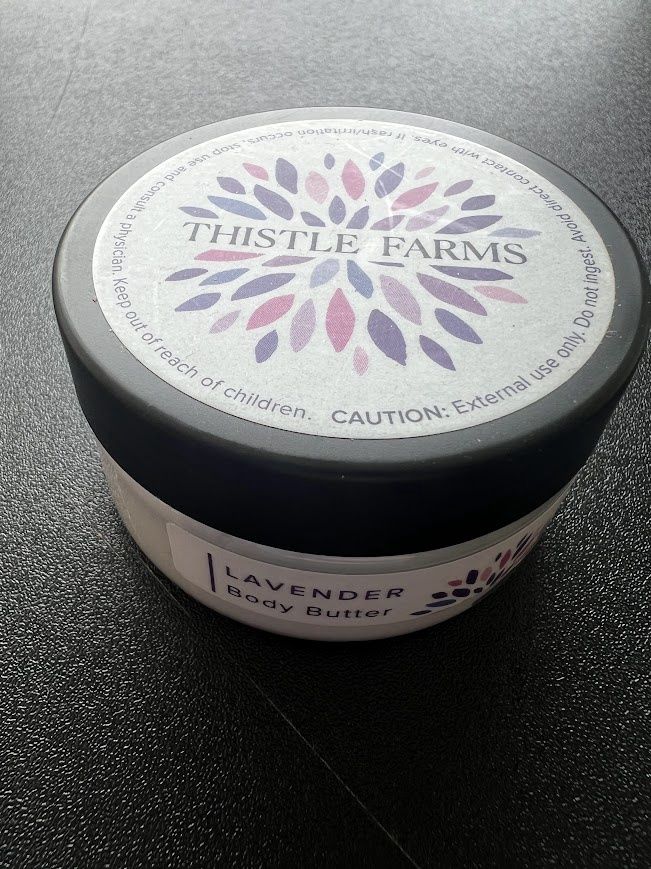 THISTLE FARMS
CAUTION: External use only. Do not ingest. Avoid direct contact with eyes. If rash/irritation occurs, stop use and consult a physician. Keep out of reach of children.
LAVENDER
Body Butter